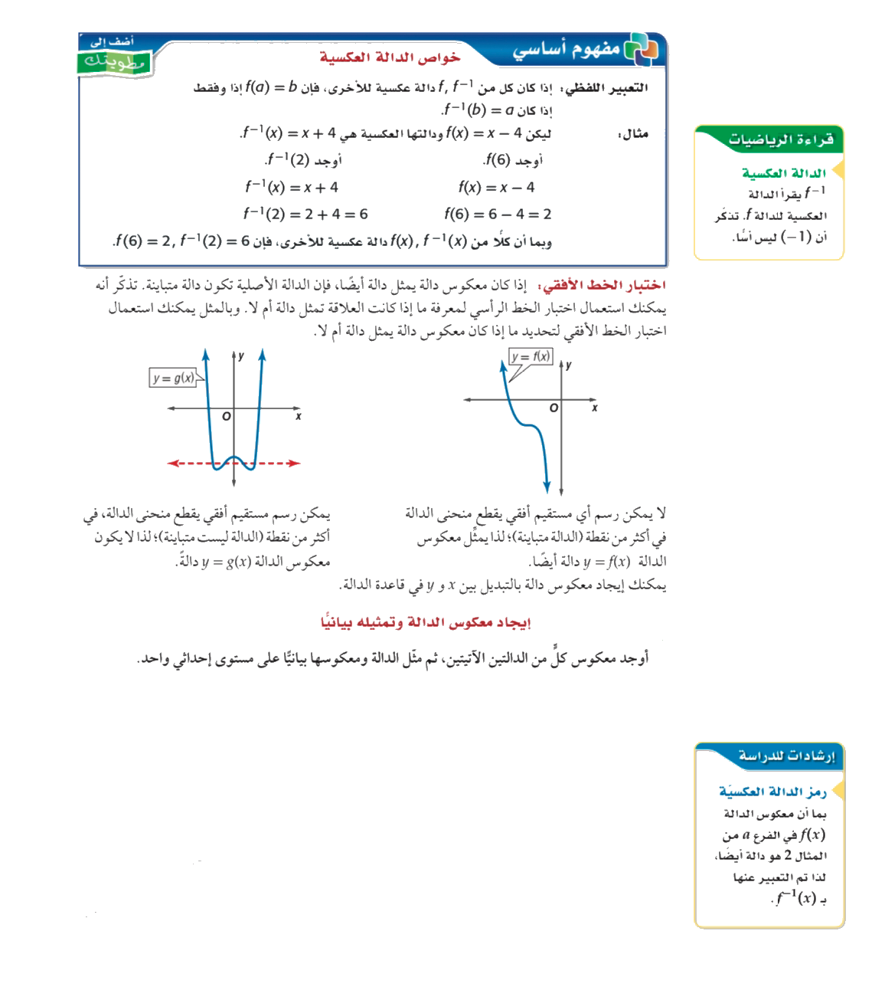 أضف إلى
مطويتك
مفهوم أساسي
خواص الدالة العكسية
التعبير اللفظي: إذا كان كل من f, f⁻¹ دالة عكسية للأخرى، فإن f(a) = b إذا وفقط
إذا كان f⁻¹(b) = a.
مثال: ليكن f(x) = x − 4 ودالتها العكسية هي f⁻¹(x) = x + 4.
أوجد f(6). أوجد f⁻¹(2).
f(x) = x − 4 f⁻¹(x) = x + 4
f(6) = 6 − 4 = 2 f⁻¹(2) = 2 + 4 = 6
وبما أن كلًّا من f(x), f⁻¹(x) دالة عكسية للأخرى، فإن f(6) = 2, f⁻¹(2) = 6.
قراءة الرياضيات
الدالة العكسية
f⁻¹ يقرأ الدالة
العكسية للدالة f. تذكّر
أن (1−) ليس أسًّا.
اختبار الخط الأفقي: إذا كان معكوس دالة يمثل دالة أيضًا، فإن الدالة الأصلية تكون دالة متباينة. تذكّر أنه
يمكنك استعمال اختبار الخط الرأسي لمعرفة ما إذا كانت العلاقة تمثل دالة أم لا. وبالمثل يمكنك استعمال
اختبار الخط الأفقي لتحديد ما إذا كان معكوس دالة يمثل دالة أم لا.
y = f(x)
y
O
x
y = g(x)
y
O
x
لا يمكن رسم أي مستقيم أفقي يقطع منحنى الدالة
في أكثر من نقطة (الدالة متباينة)؛ لذا يمثِّل معكوس
الدالة y = f(x) دالة أيضًا.
يمكن رسم مستقيم أفقي يقطع منحنى الدالة، في
أكثر من نقطة (الدالة ليست متباينة)؛ لذا لا يكون
معكوس الدالة y = g(x) دالةً.
يمكنك إيجاد معكوس دالة بالتبديل بين x و y في قاعدة الدالة.
إيجاد معكوس الدالة وتمثيله بيانيًّا
أوجد معكوس كلٍّ من الدالتين الآتيتين، ثم مثّل الدالة ومعكوسها بيانيًّا على مستوى إحداثي واحد.
إرشادات للدراسة
رمز الدالة العكسيّة
بما أن معكوس الدالة
f(x) في الفرع a من
المثال 2 هو دالة أيضًا،
لذا تم التعبير عنها
بـ f⁻¹(x).